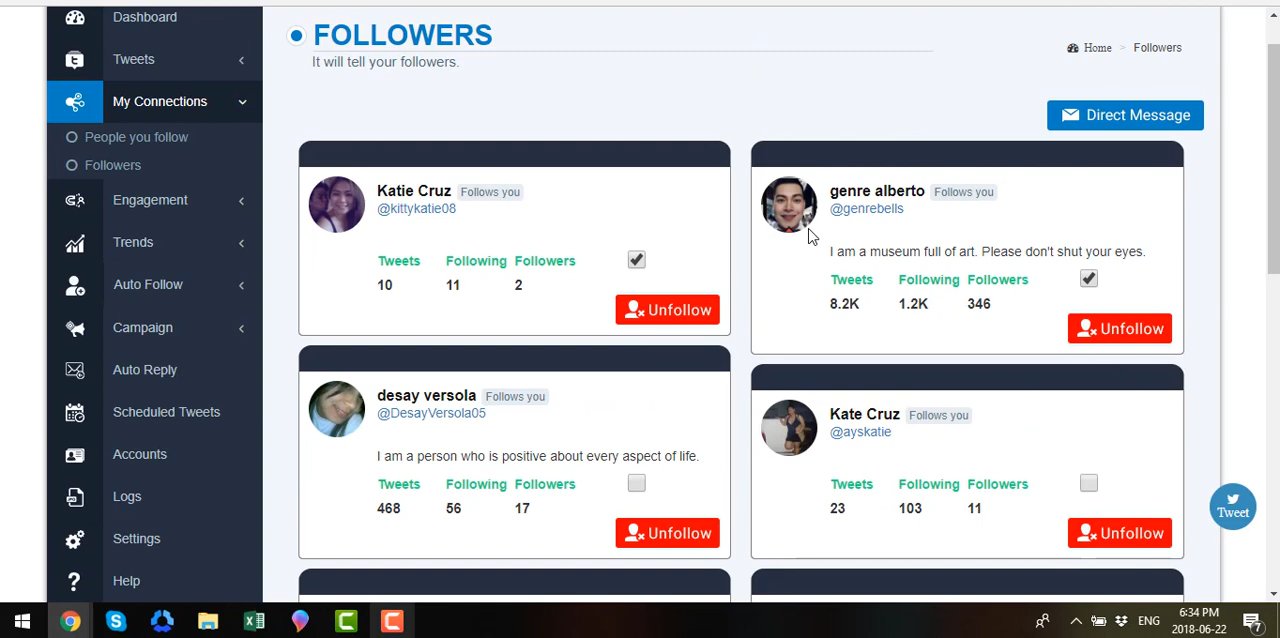 Dashboard
Tweets
My Connections
People you follow
Followers
Engagement
Trends
Auto Follow
Campaign
Auto Reply
Scheduled Tweets
Accounts
Logs
Settings
Help
FOLLOWERS
It will tell your followers.
Home > Followers
Direct Message
Katie Cruz Follows you
@kittykatie08
Tweets Following Followers
10 11 2
Unfollow
genre alberto Follows you
@genrebells
I am a museum full of art. Please don't shut your eyes.
Tweets Following Followers
8.2K 1.2K 346
Unfollow
desay versola Follows you
@DesayVersola05
I am a person who is positive about every aspect of life.
Tweets Following Followers
468 56 17
Unfollow
Kate Cruz Follows you
@ayskatie
Tweets Following Followers
23 103 11
Unfollow
Tweet
ENG
6:34 PM
2018-06-22
7